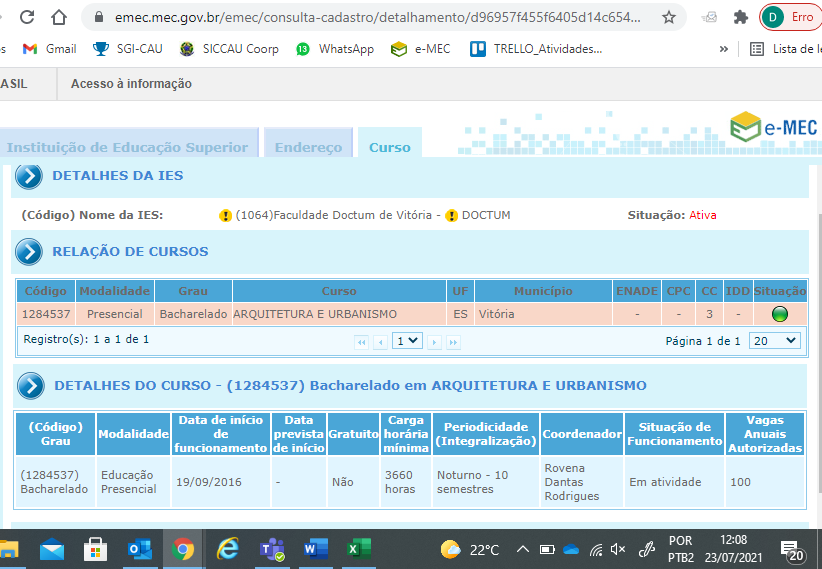 emec.mec.gov.br/emec/consulta-cadastro/detalhamento/d96957f455f6405d14c654...
D Erro
Gmail SGI-CAU SICCAU Coorp 13 WhatsApp e-MEC TRELLO_Atividades... » Lista de le
ASIL Acesso à informação
e-MEC
Instituição de Educação Superior Endereço Curso
DETALHES DA IES
(Código) Nome da IES: (1064)Faculdade Doctum de Vitória - DOCTUM Situação: Ativa
RELAÇÃO DE CURSOS
Código Modalidade Grau Curso UF Município ENADE CPC CC IDD Situação
1284537 Presencial Bacharelado ARQUITETURA E URBANISMO ES Vitória - - 3 -
Registro(s): 1 a 1 de 1 1 Página 1 de 1 20
DETALHES DO CURSO - (1284537) Bacharelado em ARQUITETURA E URBANISMO
(Código) Grau Modalidade Data de início de funcionamento Data prevista de início Gratuito Carga horária mínima Periodicidade (Integralização) Coordenador Situação de Funcionamento Vagas Anuais Autorizadas
(1284537) Bacharelado Educação Presencial 19/09/2016 - Não 3660 horas Noturno - 10 semestres Rovena Dantas Rodrigues Em atividade 100
22°C POR PTB2 12:08 23/07/2021 20